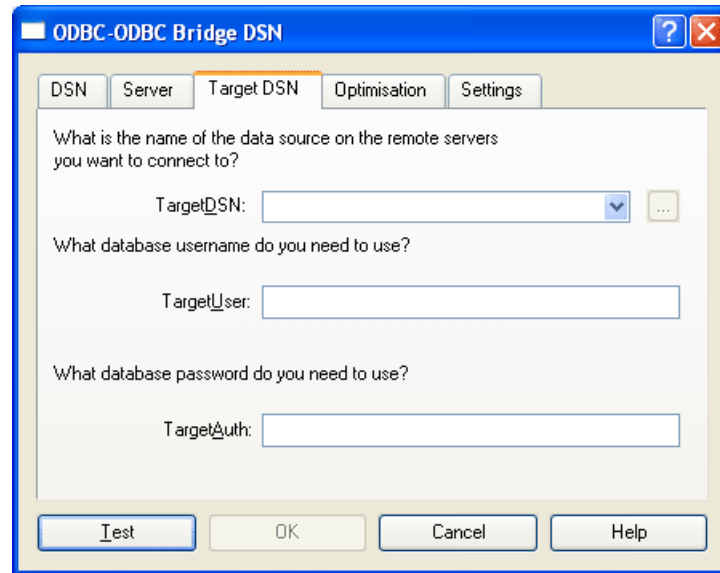 ODBC-ODBC Bridge DSN
DSN Server Target DSN Optimisation Settings
What is the name of the data source on the remote servers
you want to connect to?
TargetDSN:
...
What database username do you need to use?
TargetUser:
What database password do you need to use?
TargetAuth:
Test OK Cancel Help